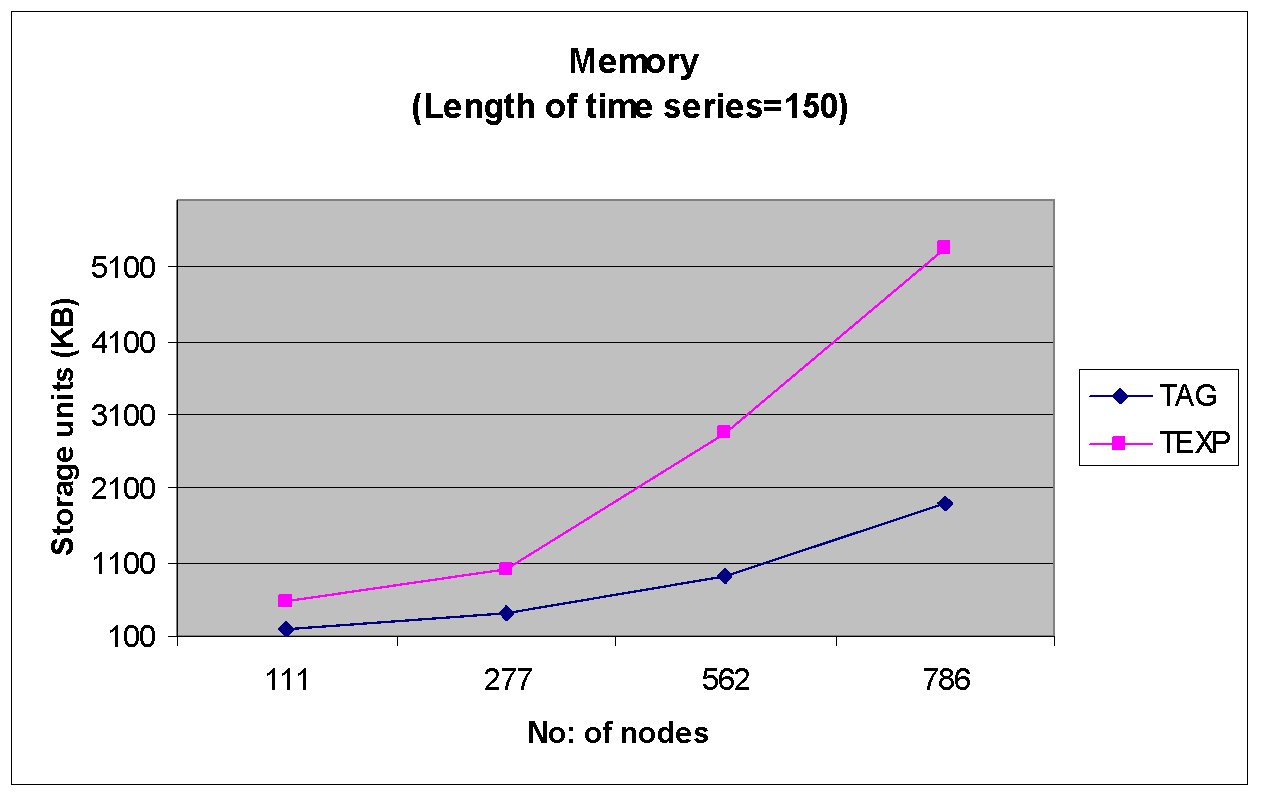 Memory
(Length of time series=150)
Storage units (KB)
5100
4100
3100
2100
1100
100
111 277 562 786
No: of nodes
TAG
TEXP